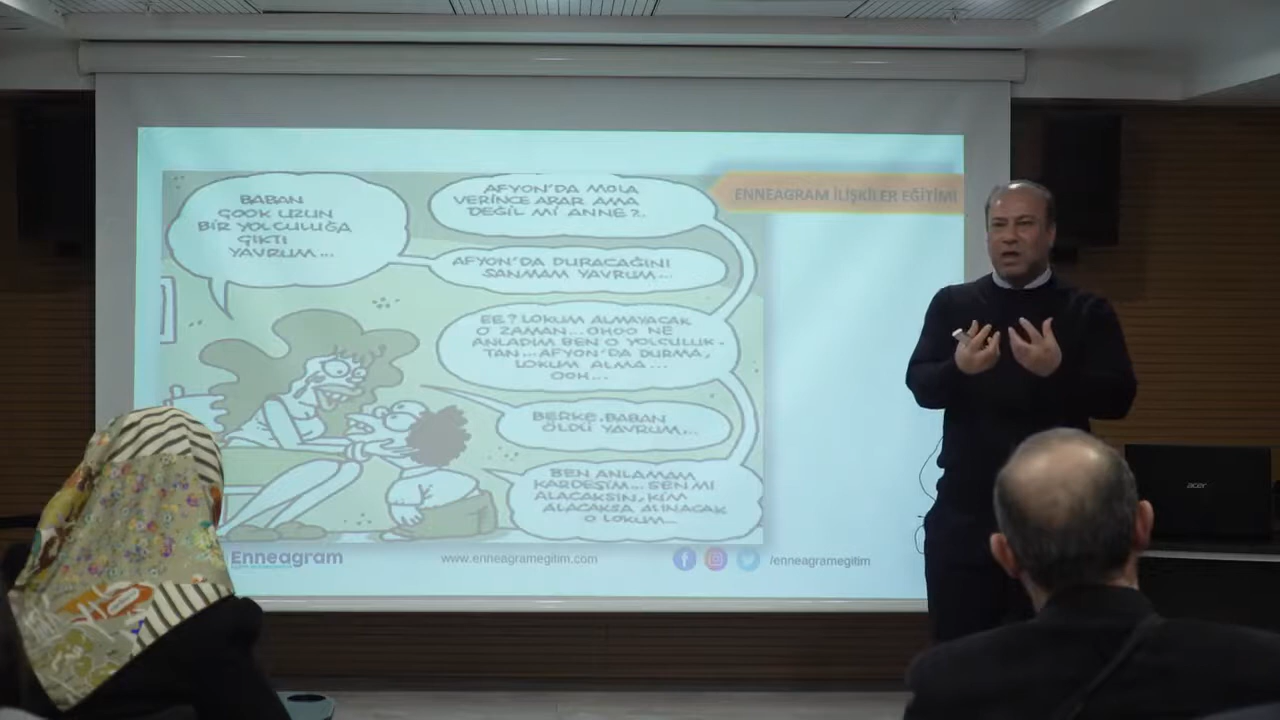 ENNEAGRAM İLİŞKİLER EĞİTİMİ
BABAN
ÇOOK UZUN
BİR YOLCULUĞA
ÇIKTI
YAVRUM...
AFYON'DA MOLA
VERİNCE ARAR AMA
DEĞİL Mİ ANNE?..
AFYON'DA DURACAĞINI
SANMAM YAVRUM...
EE? LOKUM ALMAYACAK
O ZAMAN... OHOO NE
ANLADIM BEN O YOLCULUK-
TAN... AFYON'DA DURMA,
LOKUM ALMA...
OOH...
BERKE, BABAN
ÖLDÜ YAVRUM...
BEN ANLAMAM
KARDEŞİM... SEN Mİ
ALACAKSIN, KİM
ALACAKSA ALINACAK
O LOKUM...
Enneagram
www.enneagramegitim.com
/enneagramegitim
acer